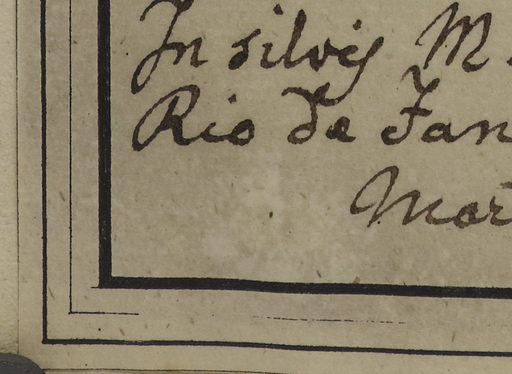 In silvis M.
Rio de Jan
Mar